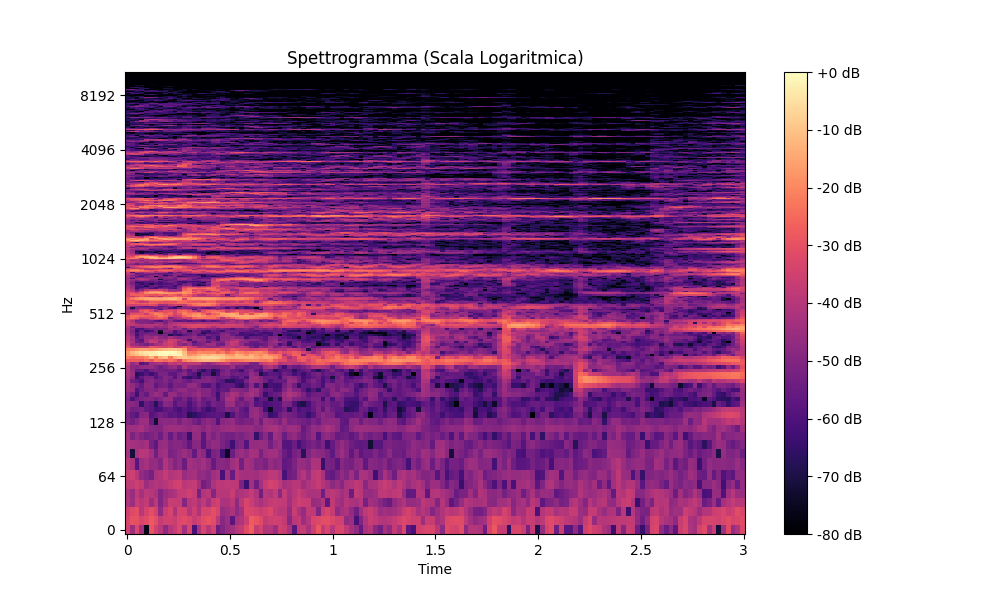 Spettrogramma (Scala Logaritmica)
Hz
8192
4096
2048
1024
512
256
128
64
0
0
0.5
1
1.5
2
2.5
3
Time
+0 dB
-10 dB
-20 dB
-30 dB
-40 dB
-50 dB
-60 dB
-70 dB
-80 dB